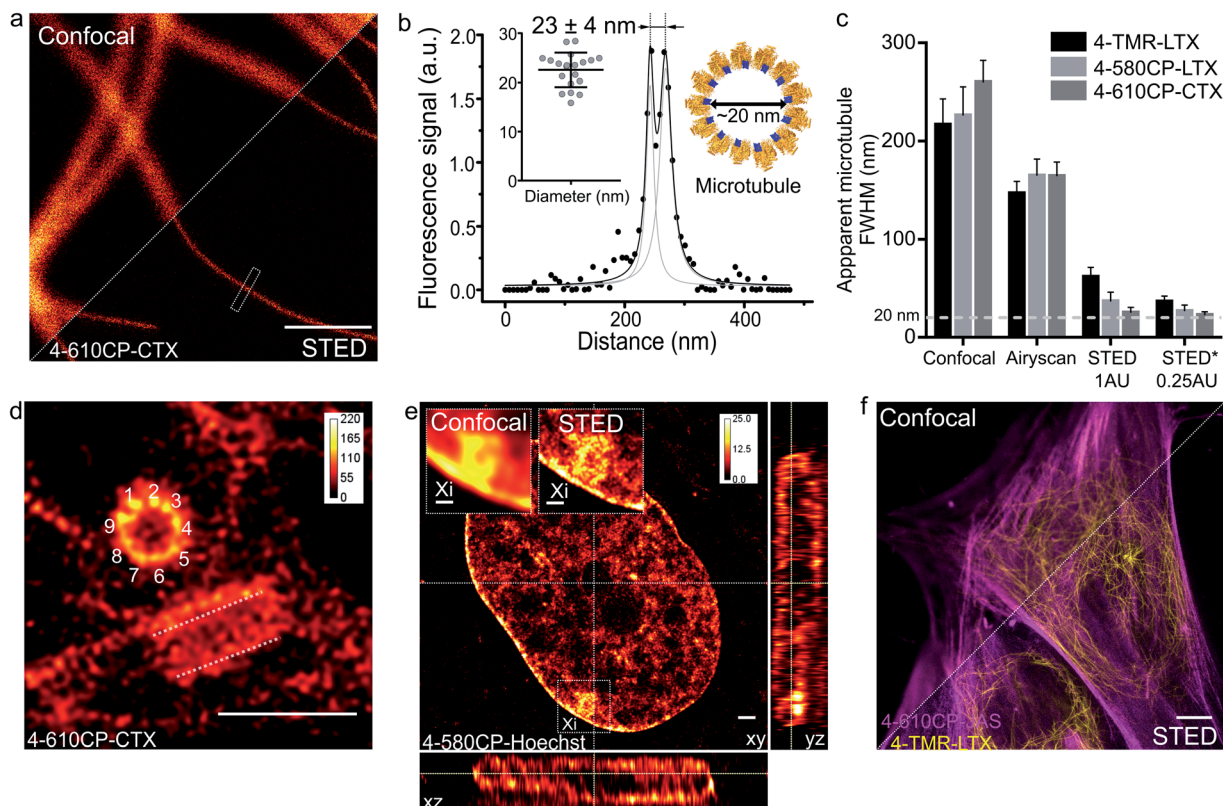 a
Confocal
4-610CP-CTX
STED
b
23 ± 4 nm
Fluorescence signal (a.u.)
2.0
1.5
1.0
0.5
0.0
30
20
10
0
Diameter (nm)
~20 nm
Microtubule
0
200
400
Distance (nm)
c
4-TMR-LTX
4-580CP-LTX
4-610CP-CTX
Appparent microtubule
FWHM (nm)
300
200
100
20 nm
0
Confocal
Airyscan
STED
1AU
STED*
0.25AU
d
220
165
110
55
0
1
2
3
4
5
6
7
8
9
4-610CP-CTX
e
Confocal
Xi
STED
Xi
25.0
12.5
0.0
Xi
4-580CP-Hoechst
xy
yz
xz
f
Confocal
4-610CP-
4-TMR-LTX
STED